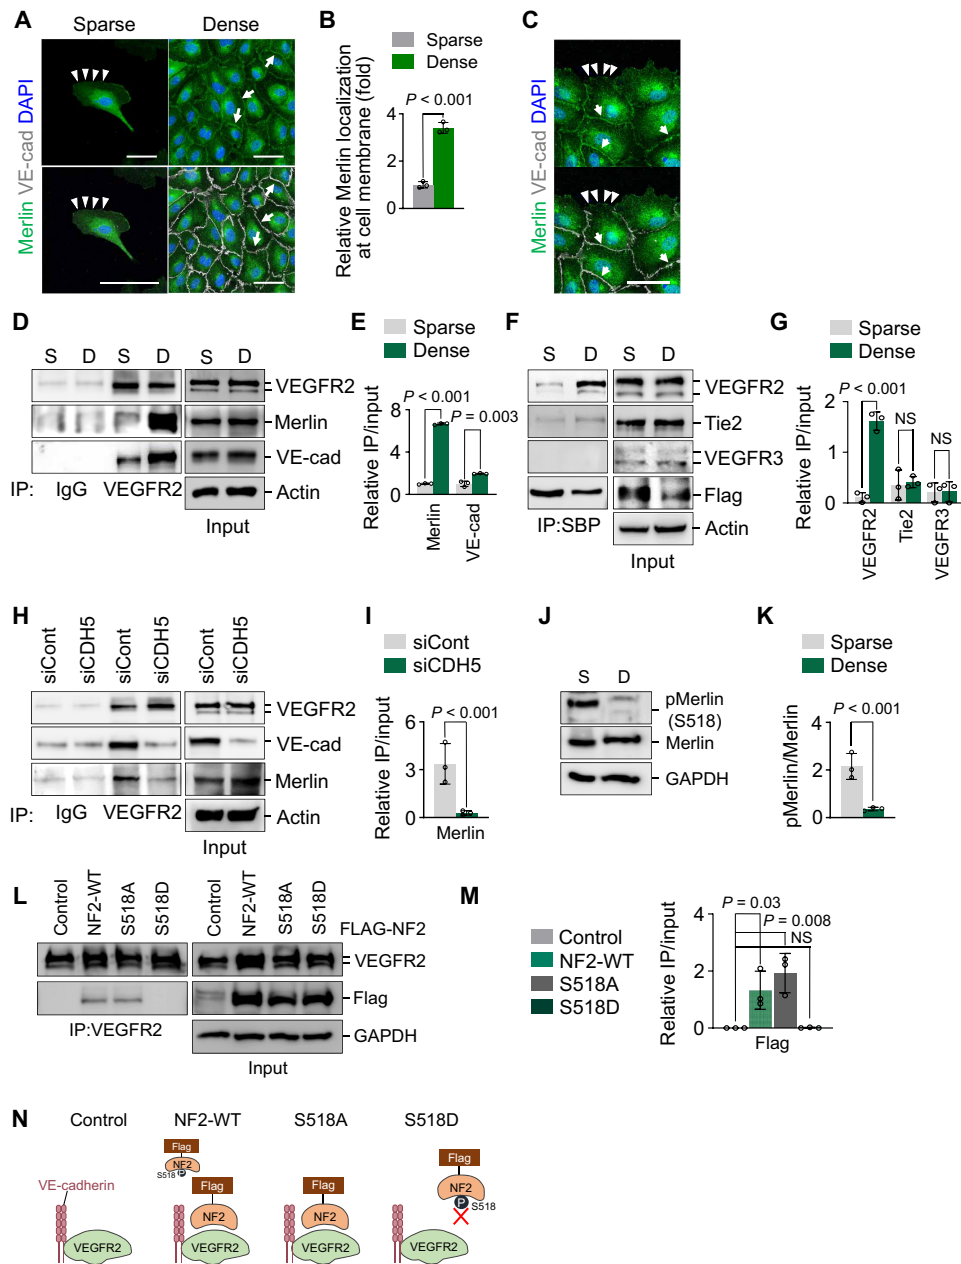 A
Sparse
Dense
Merlin VE-cad DAPI
B
Sparse
Dense
Relative Merlin localization
at cell membrane (fold)
P < 0.001
4
2
0
C
Merlin VE-cad DAPI
D
S D S D S D
VEGFR2
Merlin
VE-cad
Actin
IP: IgG VEGFR2
Input
E
Sparse
Dense
Relative IP/input
P < 0.001
P = 0.003
8
4
0
Merlin
VE-cad
F
S D S D
VEGFR2
Tie2
VEGFR3
Flag
Actin
IP:SBP
Input
G
Sparse
Dense
Relative IP/input
P < 0.001
NS
NS
2
1
0
VEGFR2
Tie2
VEGFR3
H
siCont siCDH5 siCont siCDH5 siCont siCDH5
VEGFR2
VE-cad
Merlin
Actin
IP: IgG VEGFR2
Input
I
siCont
siCDH5
Relative IP/input
P < 0.001
6
3
0
Merlin
J
S D
pMerlin
(S518)
Merlin
GAPDH
K
Sparse
Dense
pMerlin/Merlin
P < 0.001
4
2
0
L
Control NF2-WT S518A S518D Control NF2-WT S518A S518D
FLAG-NF2
VEGFR2
Flag
GAPDH
IP:VEGFR2
Input
M
Control
NF2-WT
S518A
S518D
Relative IP/input
P = 0.03
P = 0.008
NS
4
2
0
Flag
N
Control NF2-WT S518A S518D
VE-cadherin
VEGFR2
Flag
NF2
S518 P
Flag
NF2
VEGFR2
Flag
NF2
VEGFR2
Flag
NF2
P S518
VEGFR2